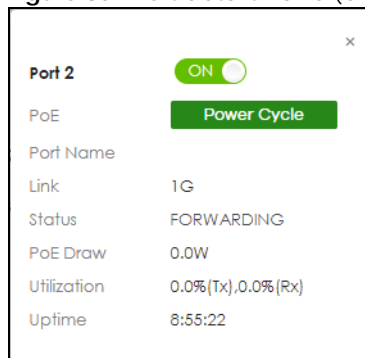 ×
Port 2 ON
PoE Power Cycle
Port Name
Link 1G
Status FORWARDING
PoE Draw 0.0W
Utilization 0.0%(Tx),0.0%(Rx)
Uptime 8:55:22